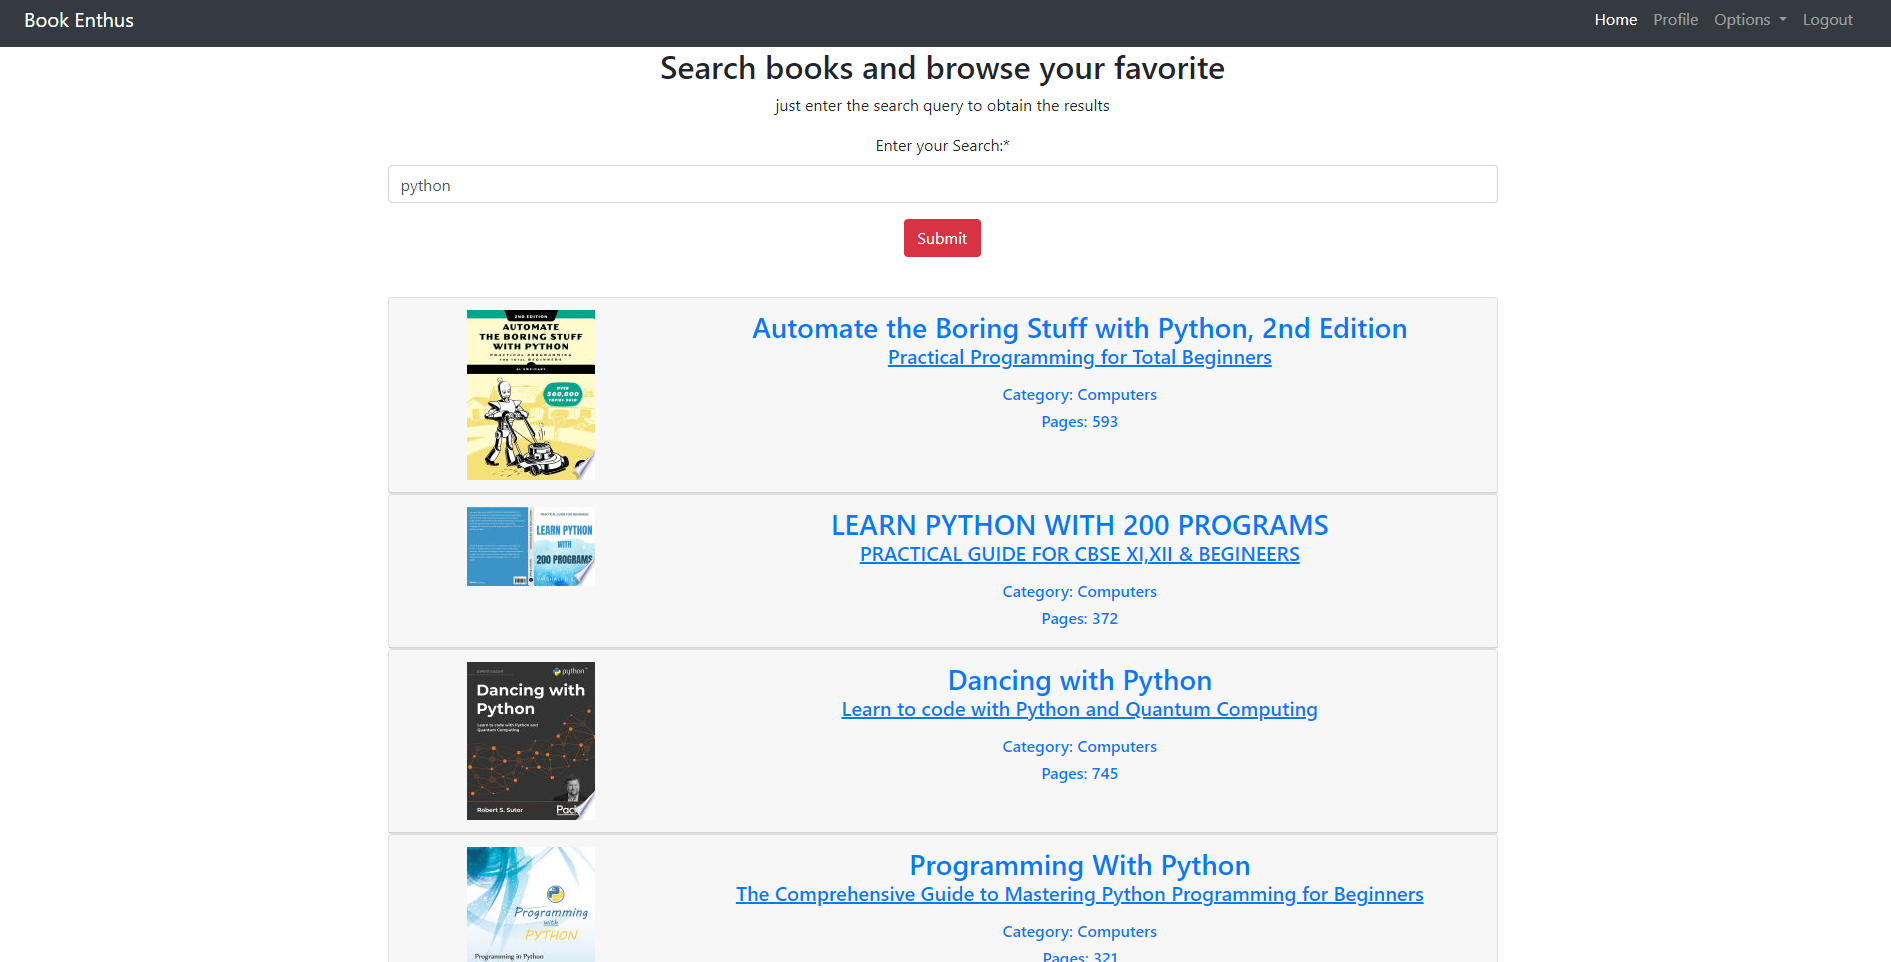 Book Enthus
Home Profile Options Logout
Search books and browse your favorite
just enter the search query to obtain the results
Enter your Search:*
python
Submit
2ND EDITION
AUTOMATE
THE BORING STUFF
WITH PYTHON
PRACTICAL PROGRAMMING
FOR TOTAL BEGINNERS
AL SWEIGART
OVER
500,000
COPIES SOLD
Automate the Boring Stuff with Python, 2nd Edition
Practical Programming for Total Beginners
Category: Computers
Pages: 593
PRACTICAL GUIDE FOR BEGINNERS
LEARN PYTHON
WITH
200 PROGRAMS
LEARN PYTHON WITH 200 PROGRAMS
PRACTICAL GUIDE FOR CBSE XI,XII & BEGINEERS
Category: Computers
Pages: 372
python
Dancing with
Python
Learn to code with Python and
Quantum Computing
Robert S. Sutor
Pack
Dancing with Python
Learn to code with Python and Quantum Computing
Category: Computers
Pages: 745
Programming
with
PYTHON
Programming in Python
Programming With Python
The Comprehensive Guide to Mastering Python Programming for Beginners
Category: Computers
Pages: 321